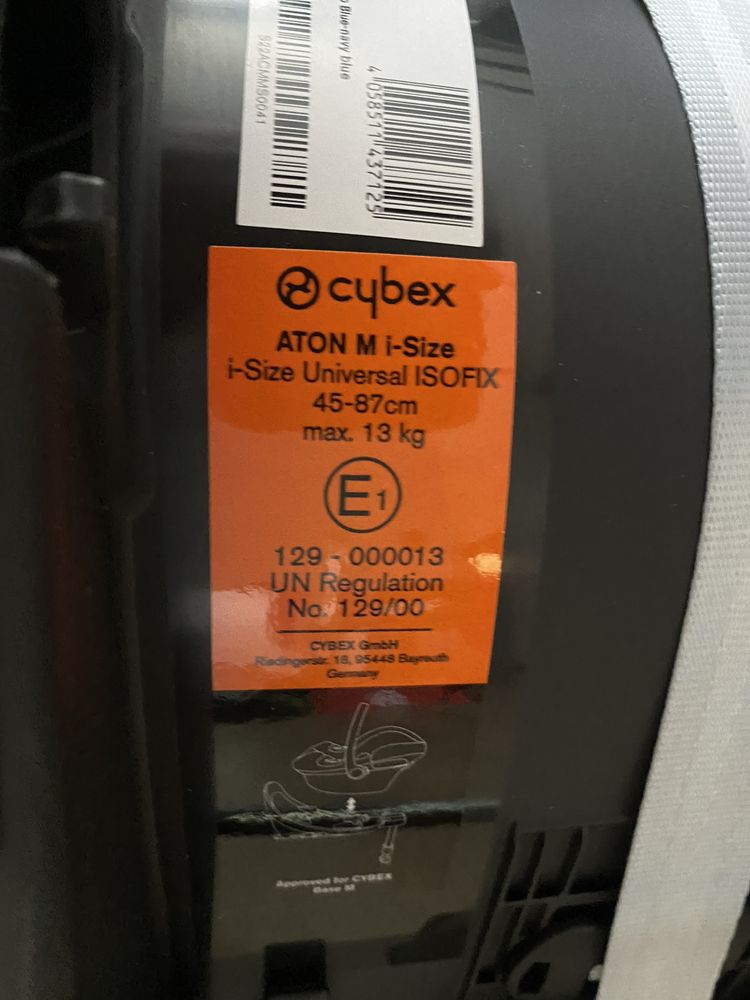 Blue-navy blue
4 058511 437125
S22ACMMS0041
cybex
ATON M i-Size
i-Size Universal ISOFIX
45-87cm
max. 13 kg
E1
129 - 000013
UN Regulation
No. 129/00
CYBEX GmbH
Riedingerstr. 18, 95448 Bayreuth
Germany
Approved for CYBEX
Base M